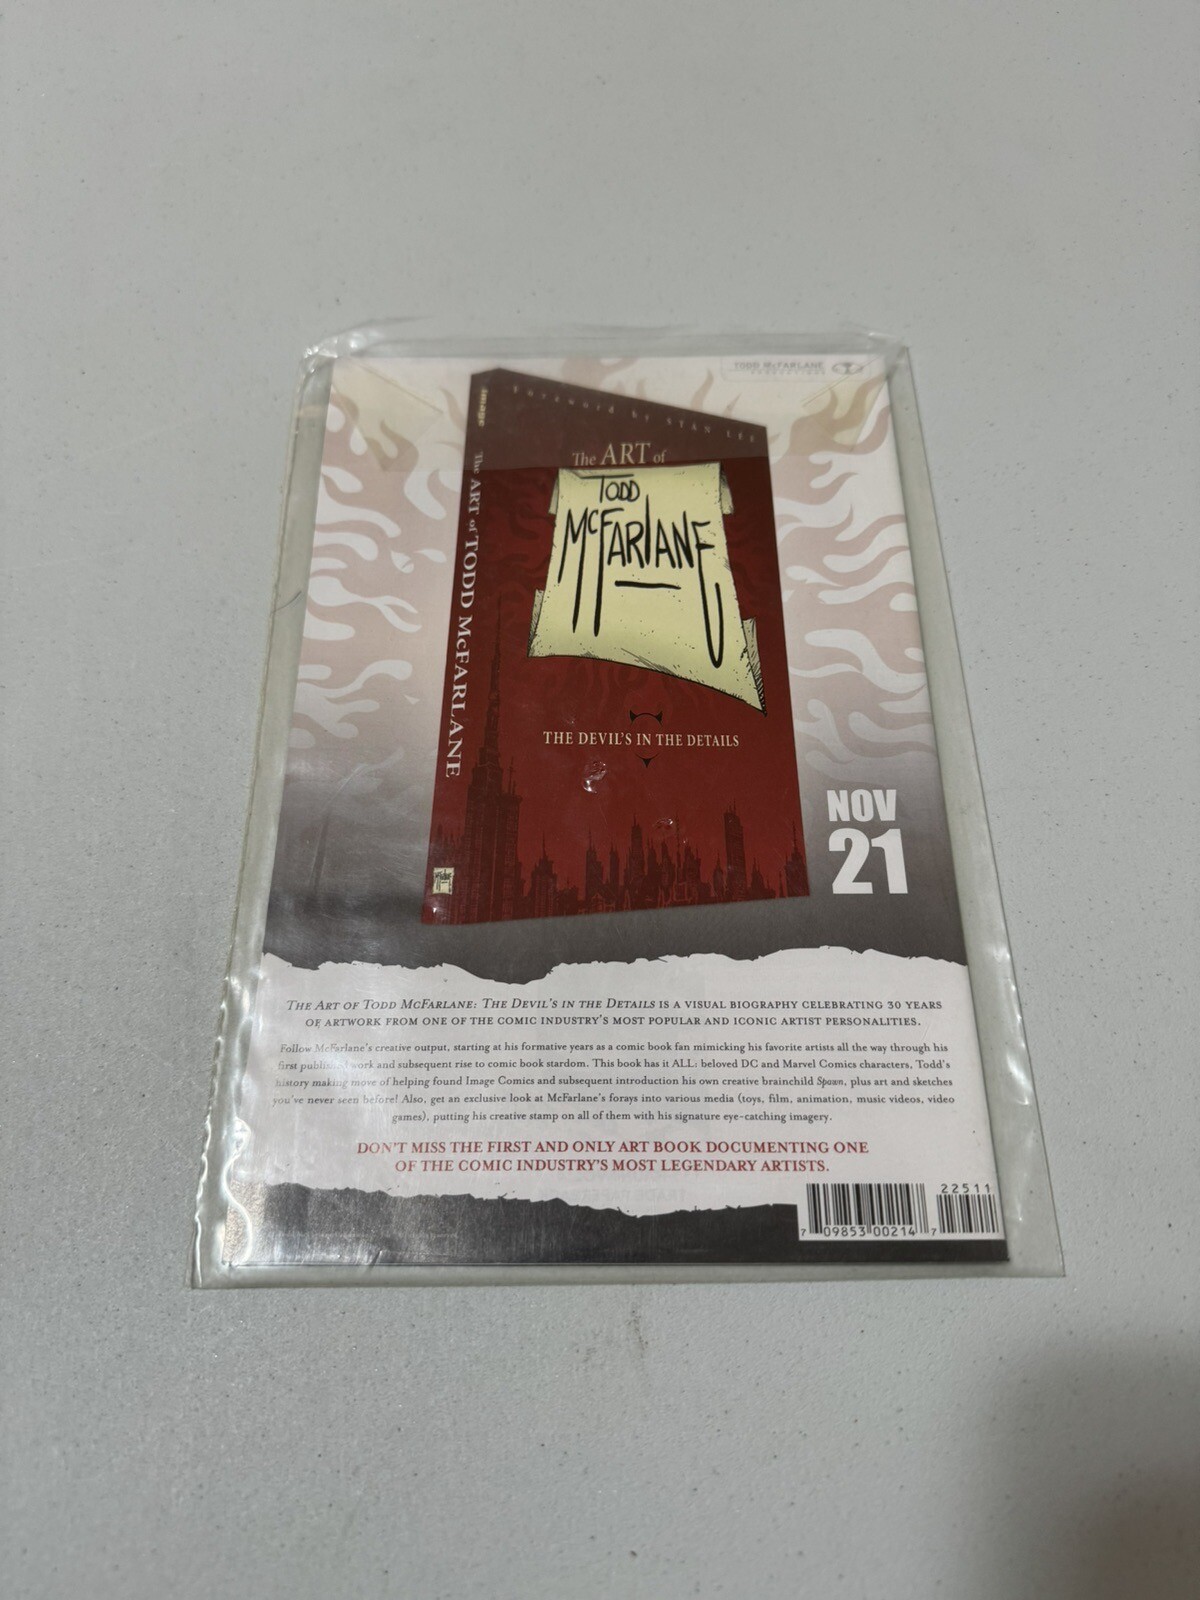 TODD McFARLANE
PRODUCTIONS
Foreword by STAN LEE
image
The ART of TODD McFARLANE
The ART of
TODD
McFARLANE
THE DEVIL'S IN THE DETAILS
NOV
21
The Art of Todd McFarlane: The Devil's in the Details is a visual biography celebrating 30 years
of artwork from one of the comic industry's most popular and iconic artist personalities.
Follow McFarlane's creative output, starting at his formative years as a comic book fan mimicking his favorite artists all the way through his
first published work and subsequent rise to comic book stardom. This book has it ALL: beloved DC and Marvel Comics characters, Todd's
history making move of helping found Image Comics and subsequent introduction his own creative brainchild Spawn, plus art and sketches
you've never seen before! Also, get an exclusive look at McFarlane's forays into various media (toys, film, animation, music videos, video
games), putting his creative stamp on all of them with his signature eye-catching imagery.
DON'T MISS THE FIRST AND ONLY ART BOOK DOCUMENTING ONE
OF THE COMIC INDUSTRY'S MOST LEGENDARY ARTISTS.
22511
7 09853 00214 7